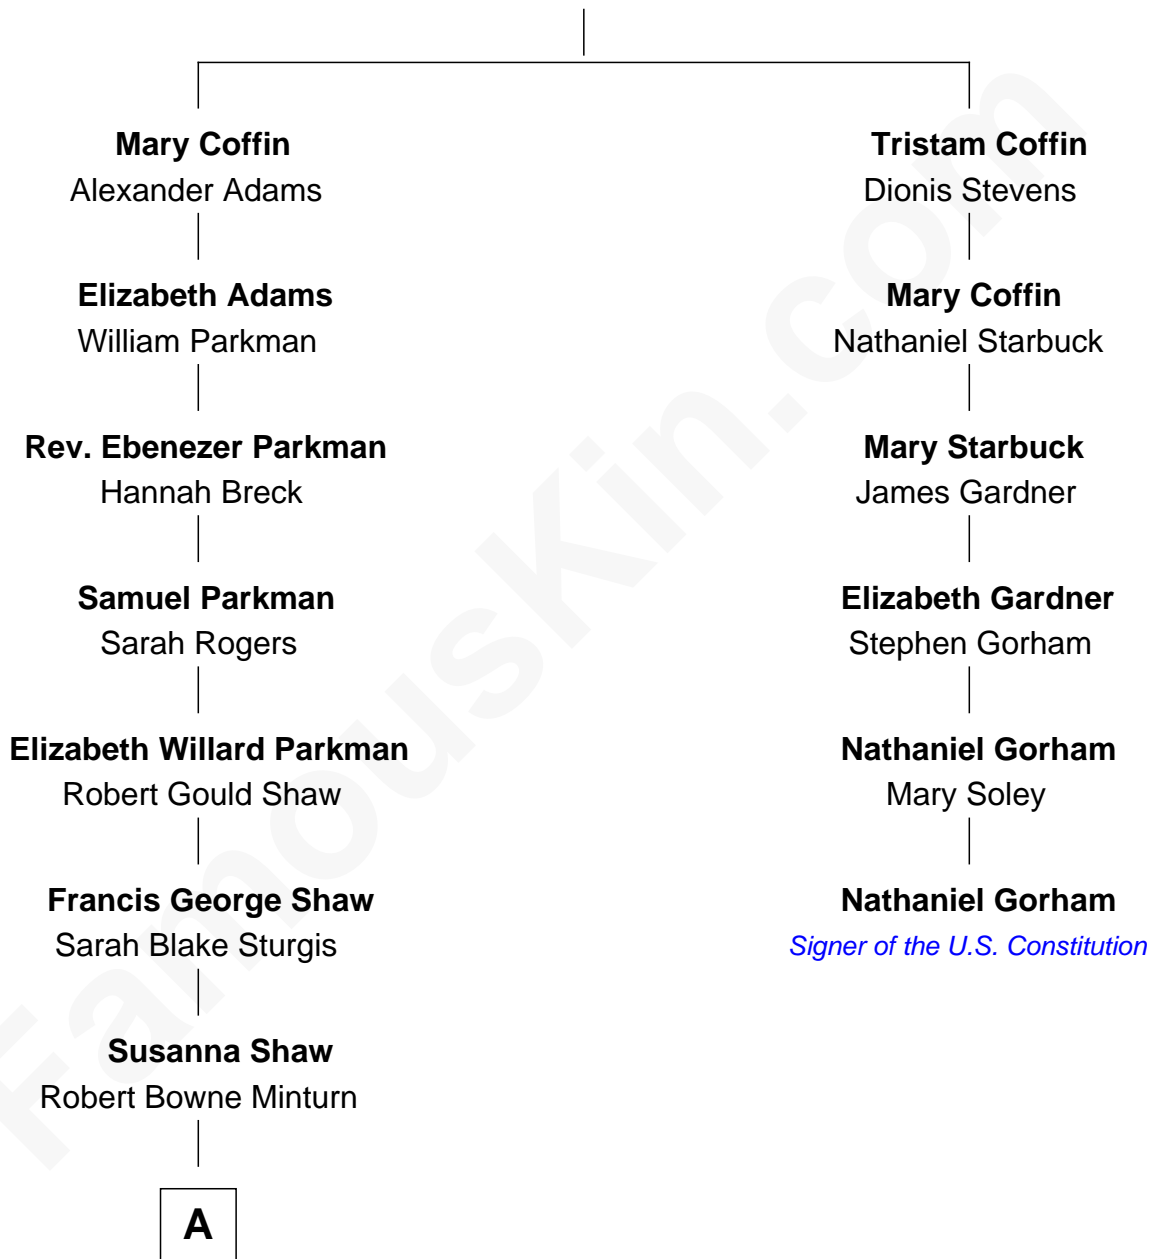 Mary Coffin
Alexander Adams
Tristam Coffin
Dionis Stevens
Elizabeth Adams
William Parkman
Mary Coffin
Nathaniel Starbuck
Rev. Ebenezer Parkman
Hannah Breck
Mary Starbuck
James Gardner
Samuel Parkman
Sarah Rogers
Elizabeth Gardner
Stephen Gorham
Elizabeth Willard Parkman
Robert Gould Shaw
Nathaniel Gorham
Mary Soley
Francis George Shaw
Sarah Blake Sturgis
Nathaniel Gorham
Signer of the U.S. Constitution
Susanna Shaw
Robert Bowne Minturn
A
FamousKin.com